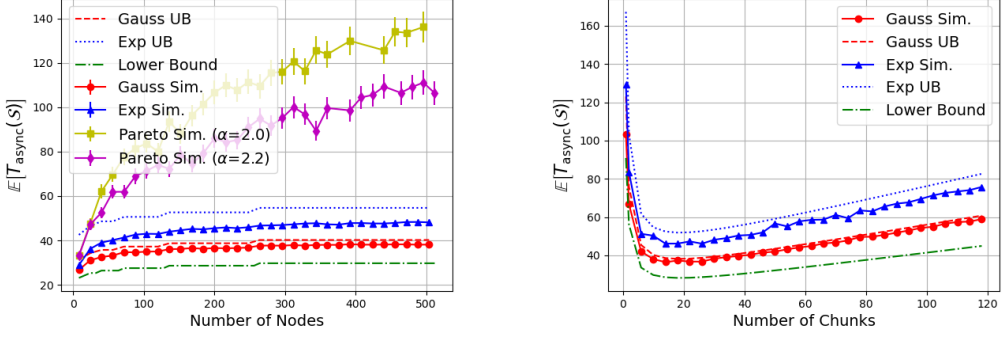 Gauss UB
Exp UB
Lower Bound
Gauss Sim.
Exp Sim.
Pareto Sim. (α=2.0)
Pareto Sim. (α=2.2)
140
120
100
80
60
40
20
0 100 200 300 400 500
Number of Nodes
𝔼[T_async(𝒮)]
Gauss Sim.
Gauss UB
Exp Sim.
Exp UB
Lower Bound
160
140
120
100
80
60
40
0 20 40 60 80 100 120
Number of Chunks
𝔼[T_async(𝒮)]